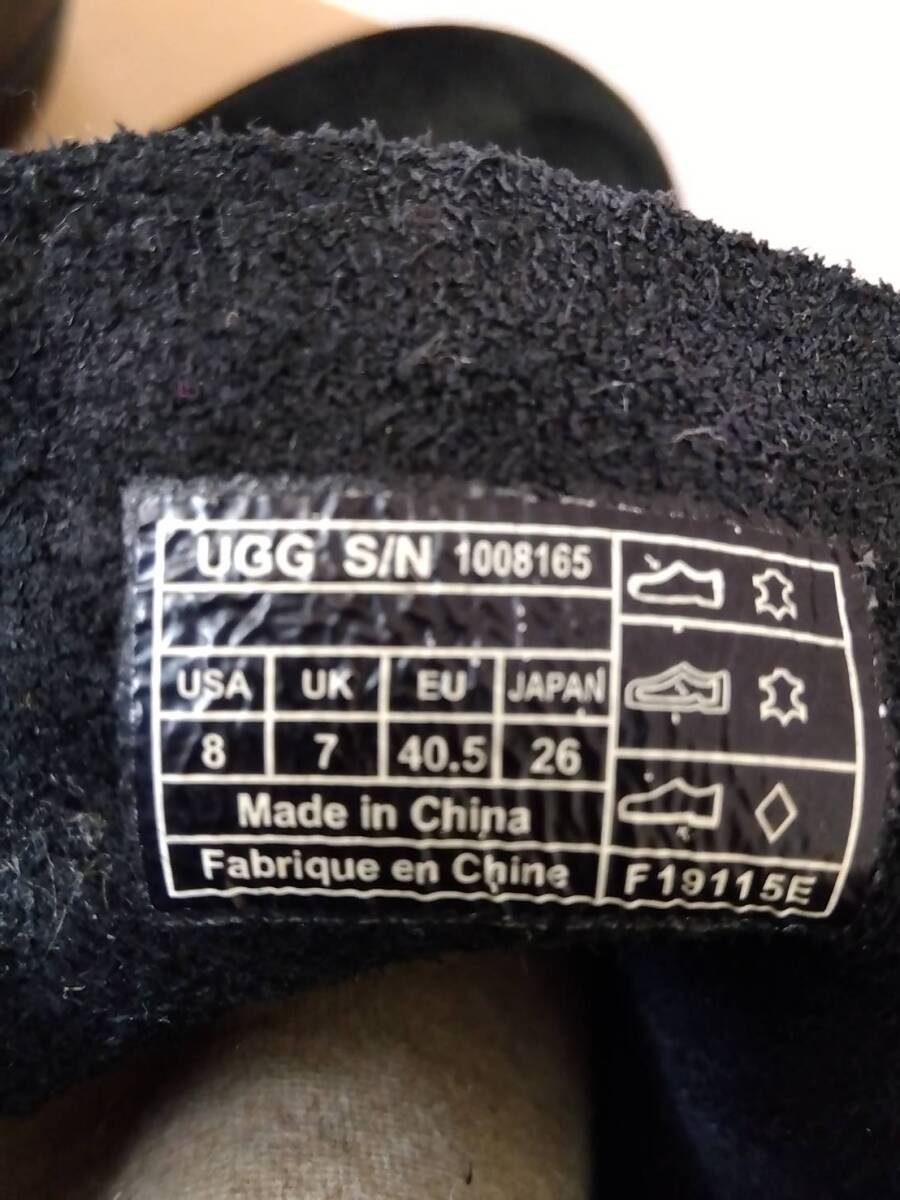 UGG S/N 1008165
USA UK EU JAPAN
8 7 40.5 26
Made in China
Fabrique en Chine
F19115E